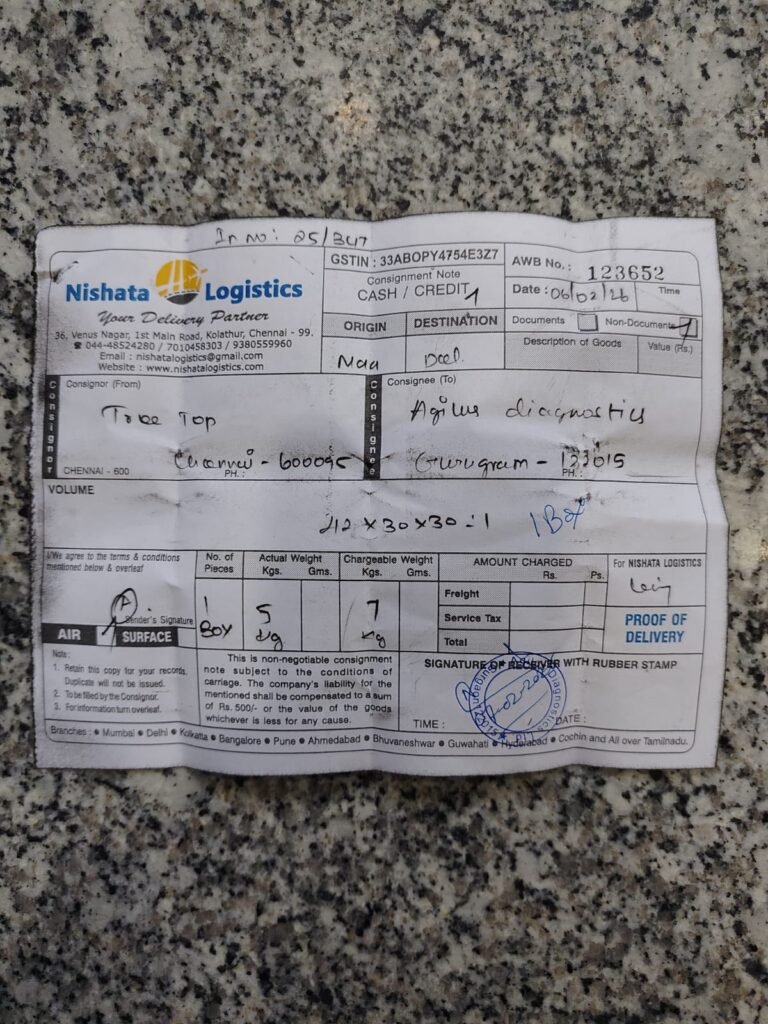 In No: 25/347
Nishata Logistics
Your Delivery Partner
36, Venus Nagar, 1st Main Road, Kolathur, Chennai - 99.
☎ 044-48524280 / 7010458303 / 9380559960
Email : nishatalogistics@gmail.com
Website : www.nishatalogistics.com
GSTIN : 33ABOPY4754E3Z7
Consignment Note
CASH / CREDIT
ORIGIN DESTINATION
Maa Deel
AWB No. : 123652
Date : 06/02/26 Time
Documents Non-Documents
Description of Goods Value (Rs.)
Consignor
Consignor (From)
Tree Top
Chennai - 600095
CHENNAI - 600 PH. :
Consignee
Consignee (To)
Agilus diagnostics
Gurugram - 122015
PH. :
VOLUME
42 x 30 x 30 = 1 1 Box
I/We agree to the terms & conditions
mentioned below & overleaf
Sender's Signature
AIR SURFACE
No. of Pieces
1
BOX
Actual Weight
Kgs. Gms.
5
kg
Chargeable Weight
Kgs. Gms.
7
kg
AMOUNT CHARGED
Rs. Ps.
Freight
Service Tax
Total
For NISHATA LOGISTICS
PROOF OF
DELIVERY
Note :
1. Retain this copy for your records.
Duplicate will not be issued.
2. To be filled by the Consignor.
3. For information turn overleaf.
This is non-negotiable consignment
note subject to the conditions of
carriage. The company's liability for the
mentioned shall be compensated to a sum
of Rs. 500/- or the value of the goods
whichever is less for any cause.
SIGNATURE OF RECEIVER WITH RUBBER STAMP
Diagnostics Ltd
TIME : DATE :
Branches : • Mumbai • Delhi • Kolkatta • Bangalore • Pune • Ahmedabad • Bhuvaneshwar • Guwahati • Hyderabad • Cochin and All over Tamilnadu.